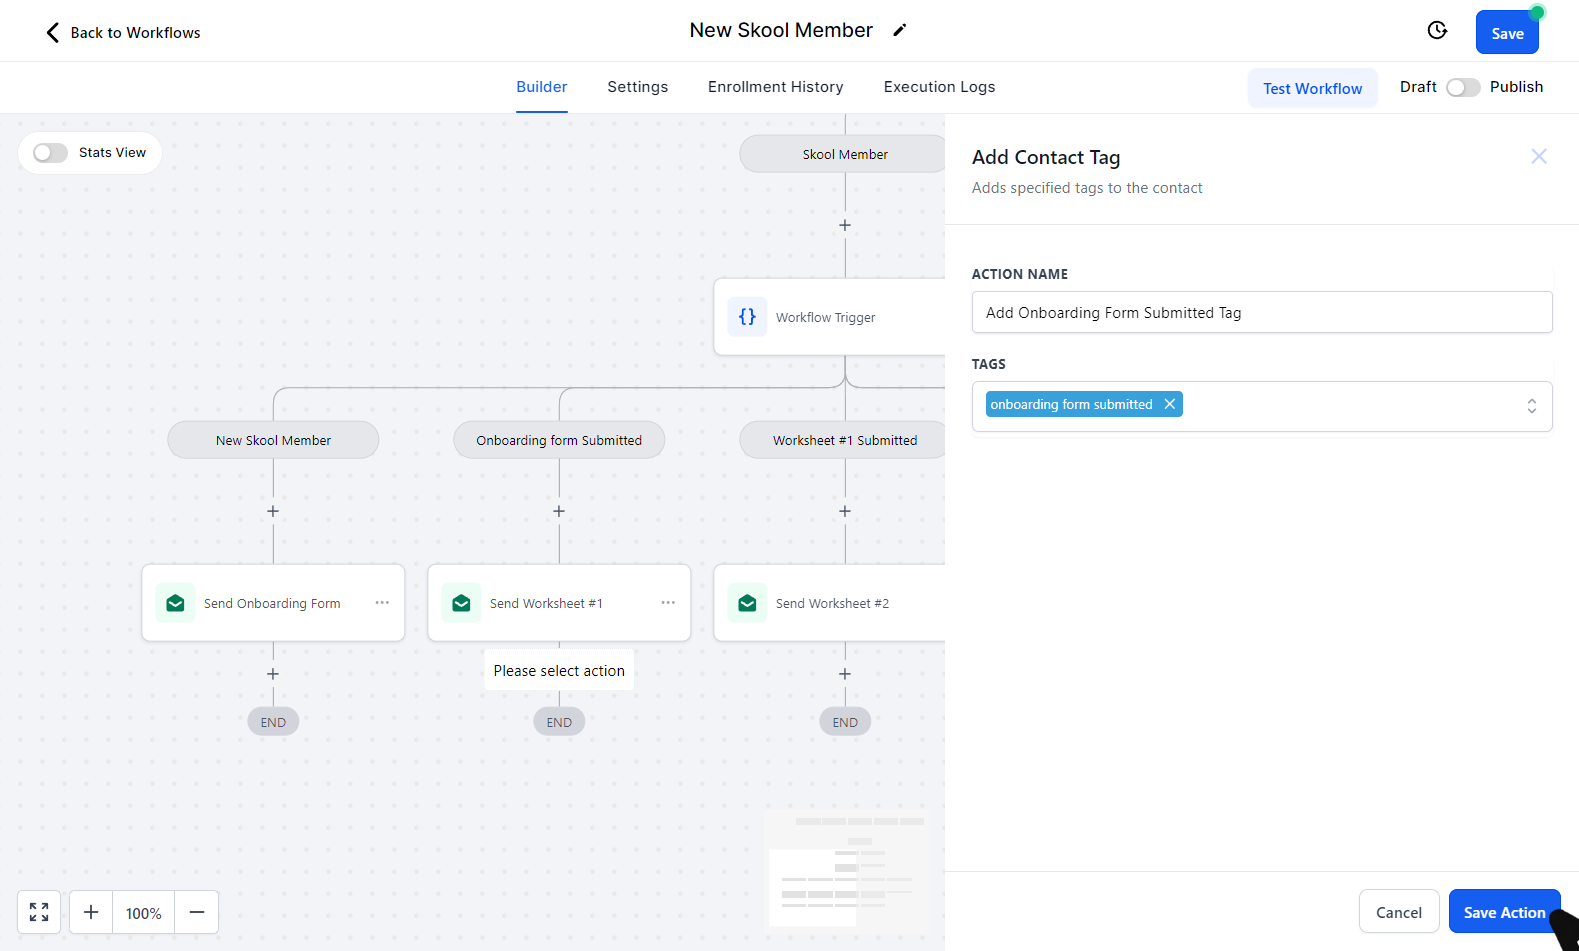 Back to Workflows
New Skool Member
Save
Builder
Settings
Enrollment History
Execution Logs
Test Workflow
Draft
Publish
Stats View
Skool Member
Workflow Trigger
New Skool Member
Onboarding form Submitted
Worksheet #1 Submitted
Send Onboarding Form
Send Worksheet #1
Send Worksheet #2
Please select action
END
END
END
100%
Add Contact Tag
Adds specified tags to the contact
ACTION NAME
Add Onboarding Form Submitted Tag
TAGS
onboarding form submitted
Cancel
Save Action